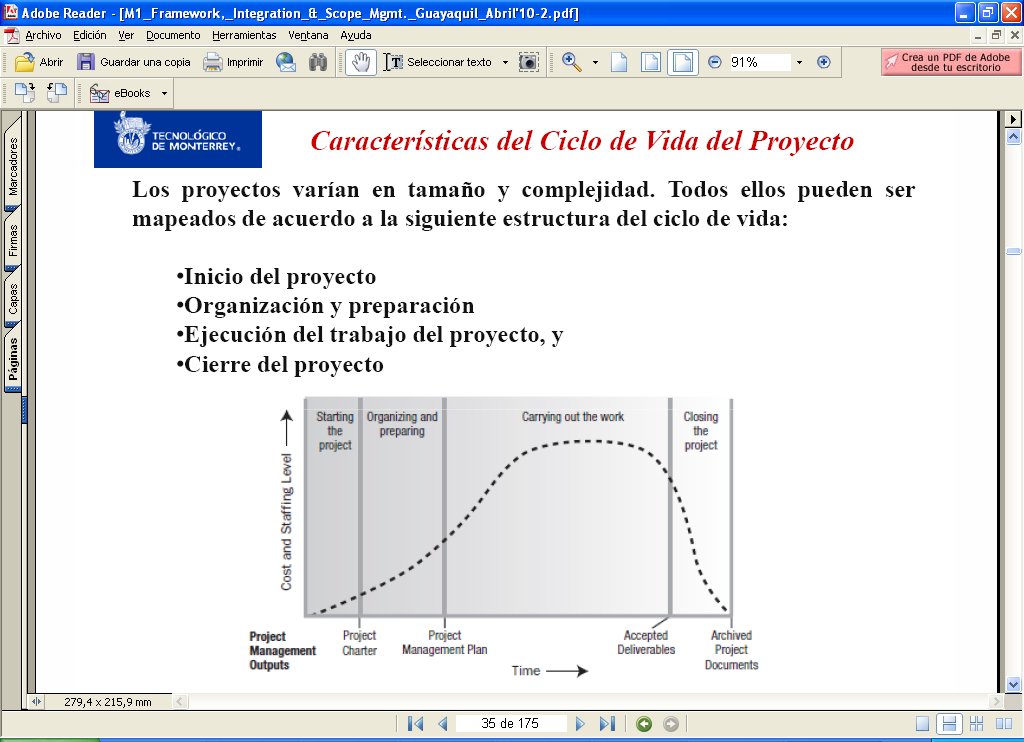 Adobe Reader - [M1_Framework,_Integration_&_Scope_Mgmt._Guayaquil_Abril'10-2.pdf]
Archivo Edición Ver Documento Herramientas Ventana Ayuda
Abrir Guardar una copia Imprimir Seleccionar texto 91%
Crea un PDF de Adobe
desde tu escritorio
eBooks
Marcadores
Firmas
Capas
Páginas
TECNOLÓGICO
DE MONTERREY®
Características del Ciclo de Vida del Proyecto
Los proyectos varían en tamaño y complejidad. Todos ellos pueden ser
mapeados de acuerdo a la siguiente estructura del ciclo de vida:
•Inicio del proyecto
•Organización y preparación
•Ejecución del trabajo del proyecto, y
•Cierre del proyecto
Cost and Staffing Level
Starting
the
project
Organizing and
preparing
Carrying out the work
Closing
the
project
Project
Management
Outputs
Project
Charter
Project
Management Plan
Accepted
Deliverables
Archived
Project
Documents
Time
279,4 x 215,9 mm
35 de 175